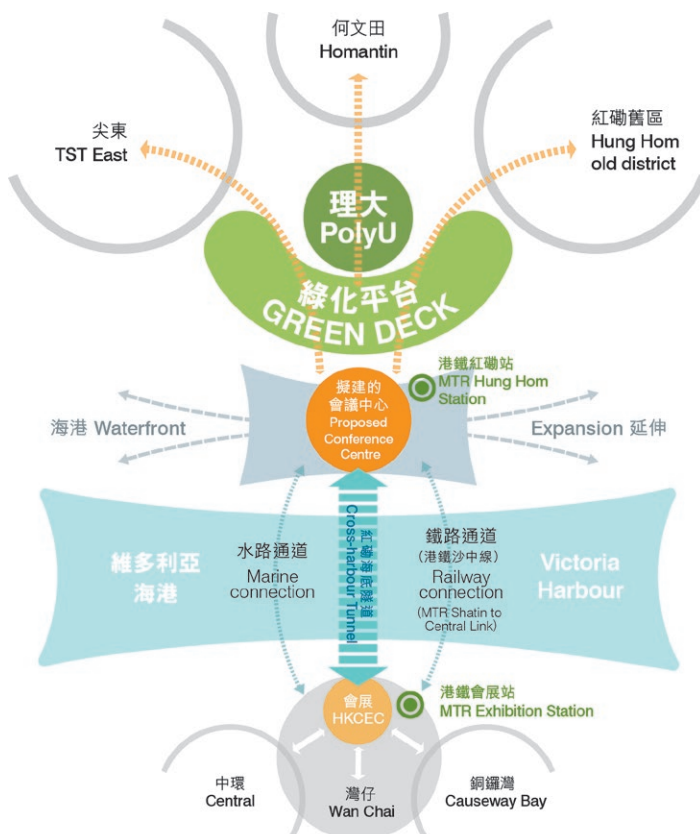 何文田
Homantin
尖東
TST East
紅磡舊區
Hung Hom
old district
理大
PolyU
綠化平台
GREEN DECK
港鐵紅磡站
MTR Hung Hom
Station
擬建的
會議中心
Proposed
Conference
Centre
海港 Waterfront
Expansion 延伸
維多利亞
海港
水路通道
Marine
connection
紅磡海底隧道
Cross-harbour Tunnel
鐵路通道
(港鐵沙中線)
Railway
connection
(MTR Shatin to
Central Link)
Victoria
Harbour
會展
HKCEC
港鐵會展站
MTR Exhibition Station
中環
Central
灣仔
Wan Chai
銅鑼灣
Causeway Bay